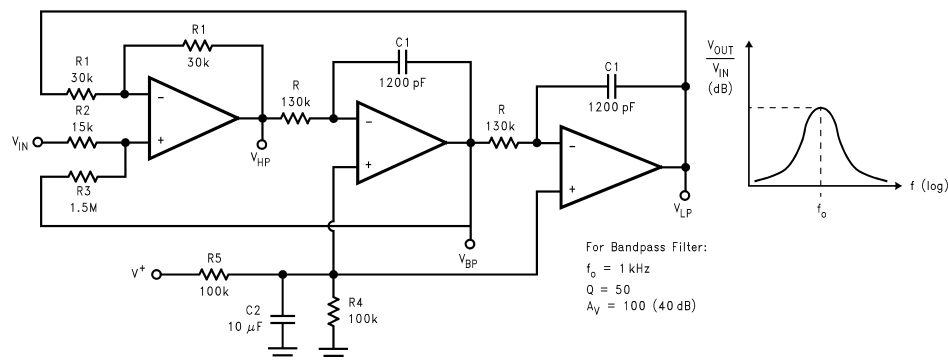 R1
30k
R1
30k
R2
15k
V_IN
R3
1.5M
V_HP
R
130k
C1
1200 pF
V_BP
R
130k
C1
1200 pF
V_LP
V⁺
R5
100k
C2
10 μF
R4
100k
V_OUT
V_IN
(dB)
f (log)
f_o
For Bandpass Filter:
f_o = 1 kHz
Q = 50
A_V = 100 (40 dB)